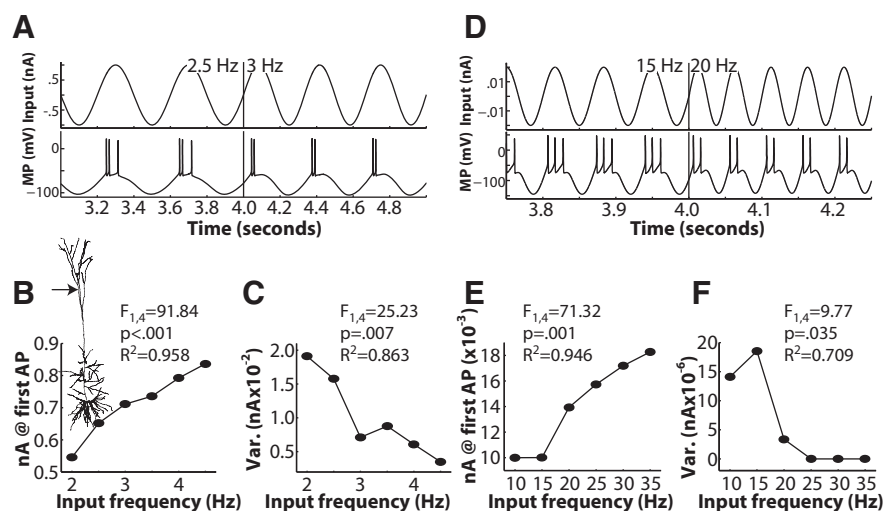 A
2.5 Hz 3 Hz
Input (nA)
.5
-.5
MP (mV)
0
-100
3.2 3.4 3.6 3.8 4.0 4.2 4.4 4.6 4.8
Time (seconds)
D
15 Hz 20 Hz
Input (nA)
.01
-.01
MP (mV)
0
-100
3.8 3.9 4.0 4.1 4.2
Time (seconds)
B
F1,4=91.84
p<.001
R2=0.958
nA @ first AP
0.9
0.8
0.7
0.6
0.5
2 3 4
Input frequency (Hz)
C
F1,4=25.23
p=.007
R2=0.863
Var. (nAx10-2)
2.0
1.5
1.0
0.5
2 3 4
Input frequency (Hz)
E
F1,4=71.32
p=.001
R2=0.946
nA @ first AP (x10-3)
18
16
14
12
10
10 15 20 25 30 35
Input frequency (Hz)
F
F1,4=9.77
p=.035
R2=0.709
Var. (nAx10-6)
20
15
10
5
0
10 15 20 25 30 35
Input frequency (Hz)